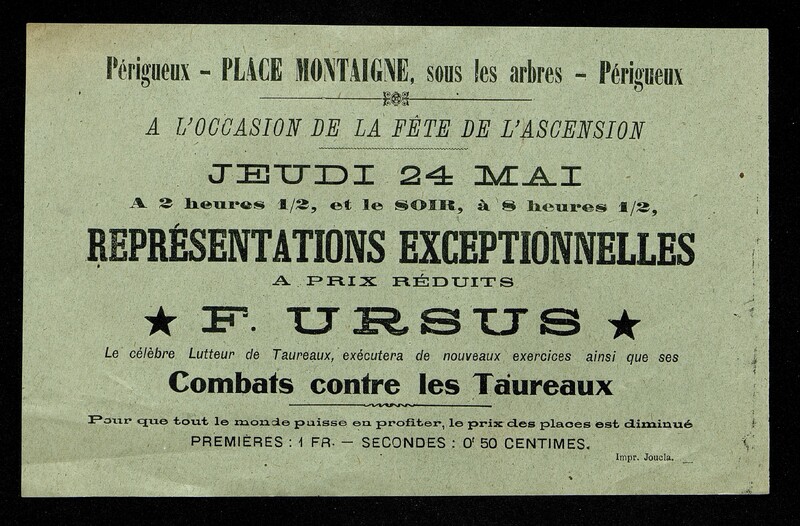 Périgueux – PLACE MONTAIGNE, sous les arbres – Périgueux
A L'OCCASION DE LA FÊTE DE L'ASCENSION
JEUDI 24 MAI
A 2 heures 1/2, et le SOIR, à 8 heures 1/2,
REPRÉSENTATIONS EXCEPTIONNELLES
A PRIX RÉDUITS
★ F. URSUS ★
Le célèbre Lutteur de Taureaux, exécutera de nouveaux exercices ainsi que ses
Combats contre les Taureaux
Pour que tout le monde puisse en profiter, le prix des places est diminué
PREMIÈRES : 1 FR. — SECONDES : 0f 50 CENTIMES.
Impr. Joucla.